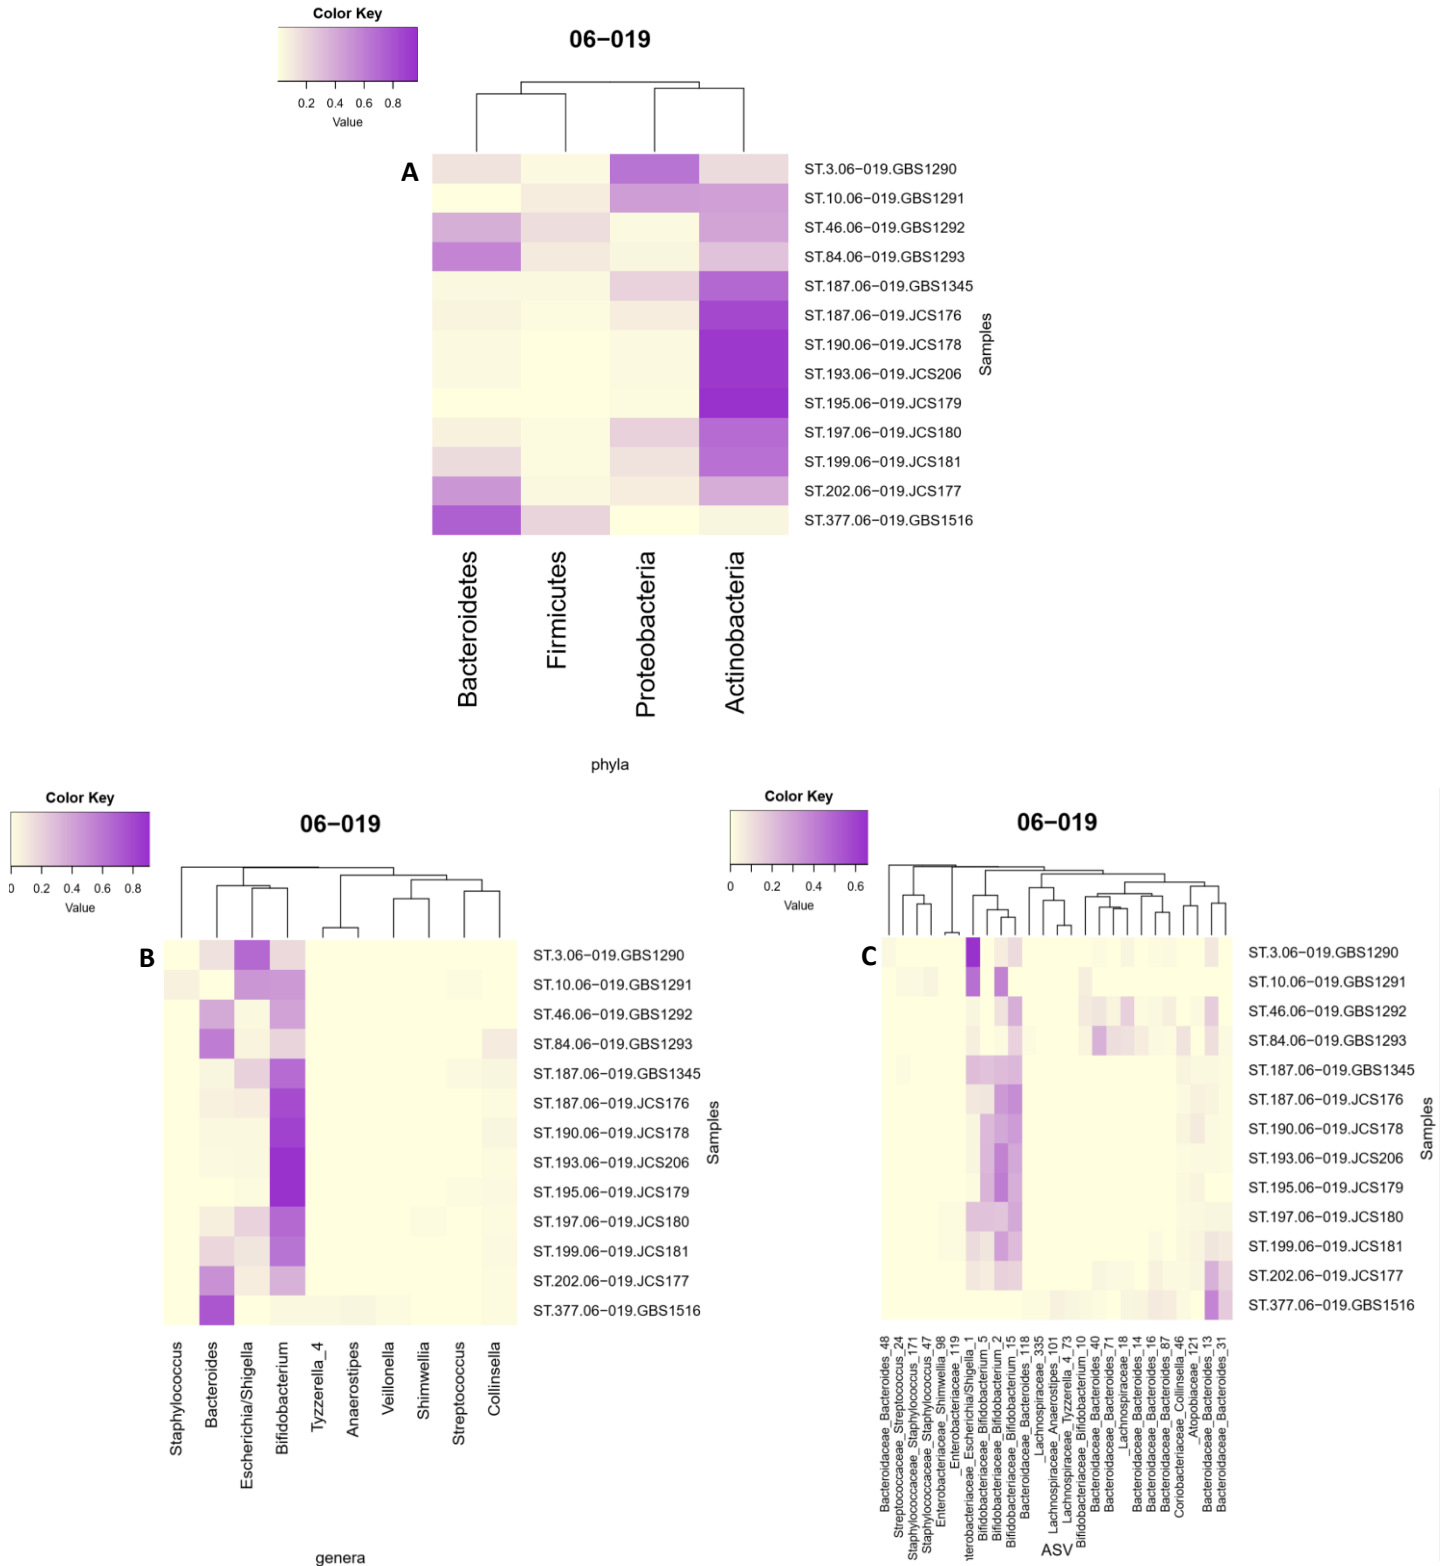 Color Key
06−019
0.2 0.4 0.6 0.8
Value
A
ST.3.06−019.GBS1290
ST.10.06−019.GBS1291
ST.46.06−019.GBS1292
ST.84.06−019.GBS1293
ST.187.06−019.GBS1345
ST.187.06−019.JCS176
ST.190.06−019.JCS178
ST.193.06−019.JCS206
ST.195.06−019.JCS179
ST.197.06−019.JCS180
ST.199.06−019.JCS181
ST.202.06−019.JCS177
ST.377.06−019.GBS1516
Samples
Bacteroidetes
Firmicutes
Proteobacteria
Actinobacteria
phyla
Color Key
06−019
0 0.2 0.4 0.6 0.8
Value
B
ST.3.06−019.GBS1290
ST.10.06−019.GBS1291
ST.46.06−019.GBS1292
ST.84.06−019.GBS1293
ST.187.06−019.GBS1345
ST.187.06−019.JCS176
ST.190.06−019.JCS178
ST.193.06−019.JCS206
ST.195.06−019.JCS179
ST.197.06−019.JCS180
ST.199.06−019.JCS181
ST.202.06−019.JCS177
ST.377.06−019.GBS1516
Samples
Staphylococcus
Bacteroides
Escherichia/Shigella
Bifidobacterium
Tyzzerella_4
Anaerostipes
Veillonella
Shimwellia
Streptococcus
Collinsella
genera
Color Key
06−019
0 0.2 0.4 0.6
Value
C
ST.3.06−019.GBS1290
ST.10.06−019.GBS1291
ST.46.06−019.GBS1292
ST.84.06−019.GBS1293
ST.187.06−019.GBS1345
ST.187.06−019.JCS176
ST.190.06−019.JCS178
ST.193.06−019.JCS206
ST.195.06−019.JCS179
ST.197.06−019.JCS180
ST.199.06−019.JCS181
ST.202.06−019.JCS177
ST.377.06−019.GBS1516
Samples
Bacteroidaceae_Bacteroides_48
Streptococcaceae_Streptococcus_24
Staphylococcaceae_Staphylococcus_171
Staphylococcaceae_Staphylococcus_47
Enterobacteriaceae_Shimwellia_98
_Enterobacteriaceae_119
nterobacteriaceae_Escherichia/Shigella_1
Bifidobacteriaceae_Bifidobacterium_5
Bifidobacteriaceae_Bifidobacterium_2
Bifidobacteriaceae_Bifidobacterium_15
Bacteroidaceae_Bacteroides_118
_Lachnospiraceae_335
Lachnospiraceae_Anaerostipes_101
Lachnospiraceae_Tyzzerella_4_73
Bifidobacteriaceae_Bifidobacterium_10
Bacteroidaceae_Bacteroides_40
Bacteroidaceae_Bacteroides_71
_Lachnospiraceae_18
Bacteroidaceae_Bacteroides_14
Bacteroidaceae_Bacteroides_16
Bacteroidaceae_Bacteroides_87
Coriobacteriaceae_Collinsella_46
_Atopobiaceae_121
Bacteroidaceae_Bacteroides_13
Bacteroidaceae_Bacteroides_31
ASV